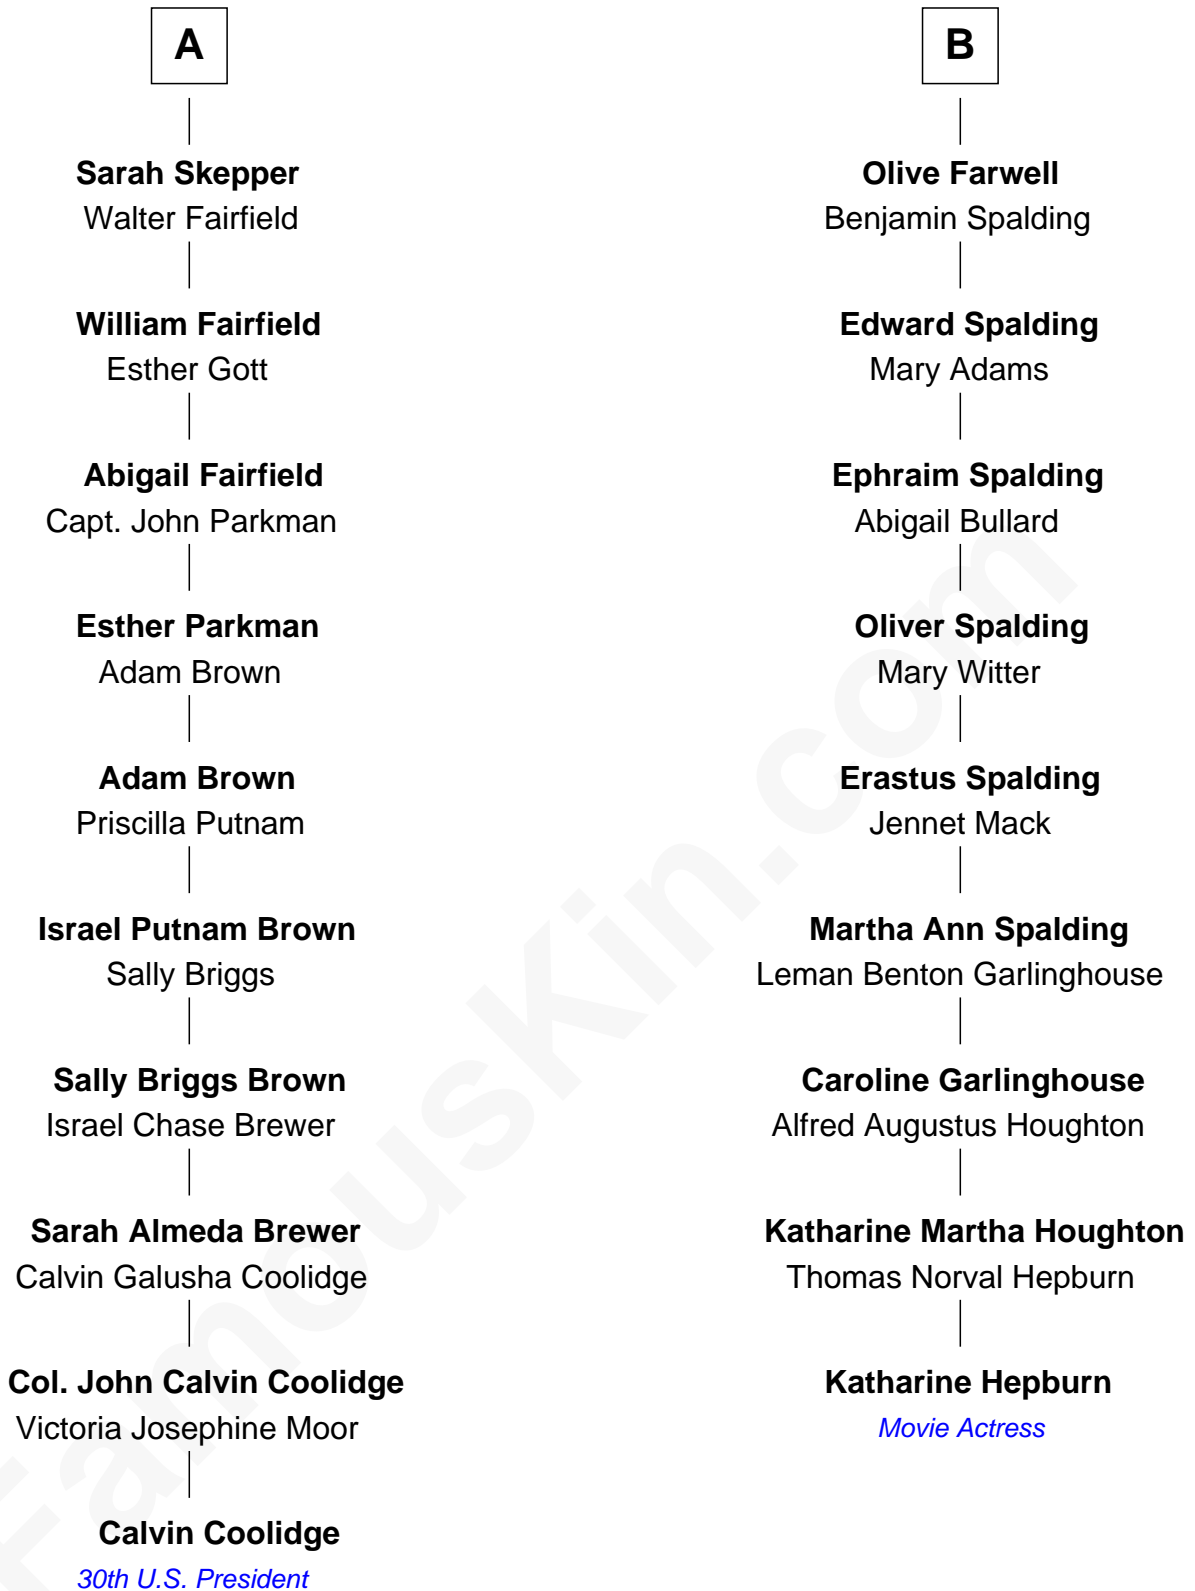 A
Sarah Skepper
Walter Fairfield
William Fairfield
Esther Gott
Abigail Fairfield
Capt. John Parkman
Esther Parkman
Adam Brown
Adam Brown
Priscilla Putnam
Israel Putnam Brown
Sally Briggs
Sally Briggs Brown
Israel Chase Brewer
Sarah Almeda Brewer
Calvin Galusha Coolidge
Col. John Calvin Coolidge
Victoria Josephine Moor
Calvin Coolidge
30th U.S. President
B
Olive Farwell
Benjamin Spalding
Edward Spalding
Mary Adams
Ephraim Spalding
Abigail Bullard
Oliver Spalding
Mary Witter
Erastus Spalding
Jennet Mack
Martha Ann Spalding
Leman Benton Garlinghouse
Caroline Garlinghouse
Alfred Augustus Houghton
Katharine Martha Houghton
Thomas Norval Hepburn
Katharine Hepburn
Movie Actress
FamousKin.com